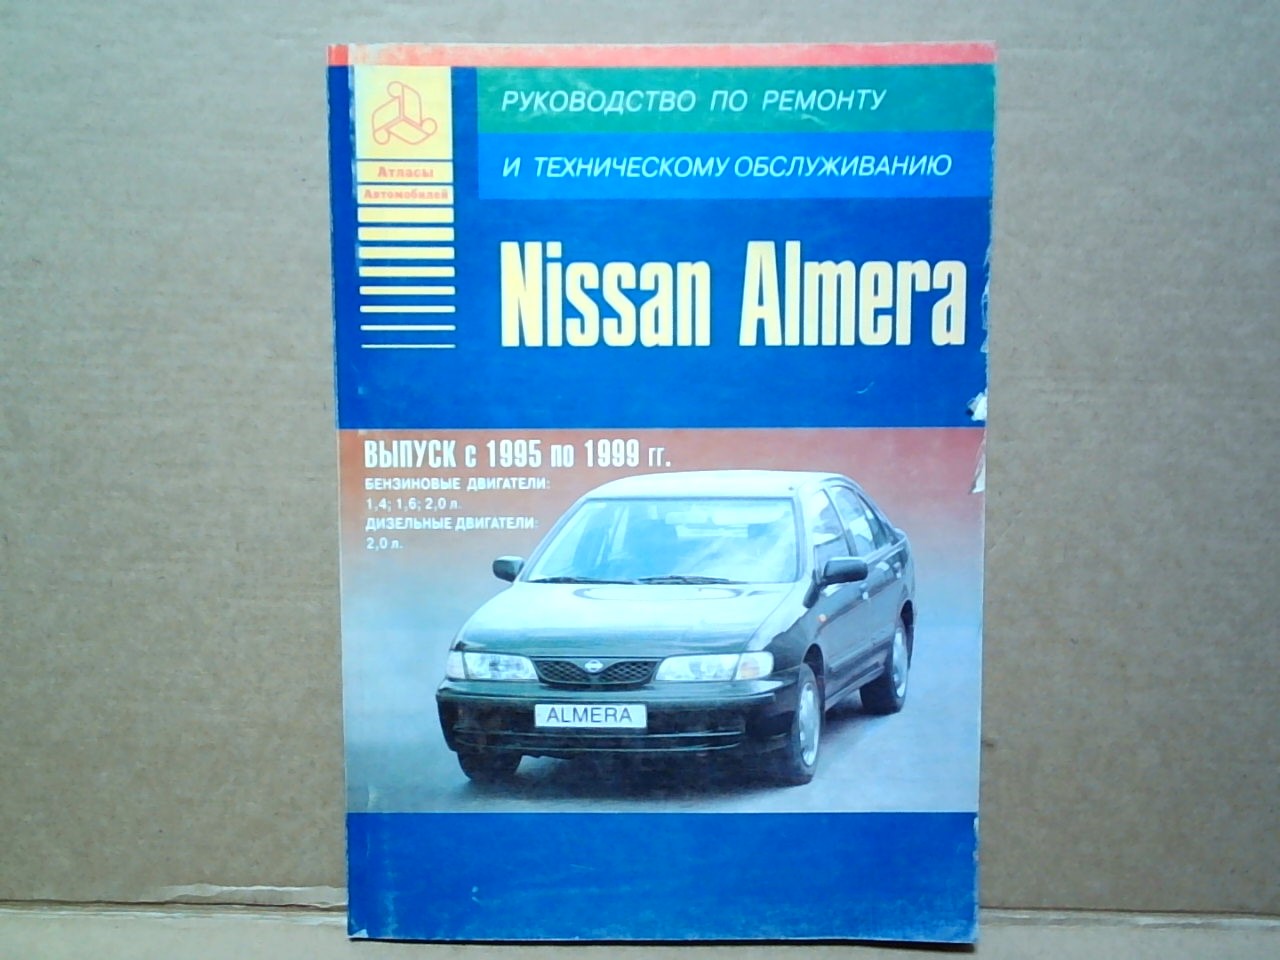 РУКОВОДСТВО ПО РЕМОНТУ
И ТЕХНИЧЕСКОМУ ОБСЛУЖИВАНИЮ
Атласы
Автомобилей
Nissan Almera
ВЫПУСК с 1995 по 1999 гг.
БЕНЗИНОВЫЕ ДВИГАТЕЛИ:
1,4; 1,6; 2,0 л.
ДИЗЕЛЬНЫЕ ДВИГАТЕЛИ:
2,0 л.
ALMERA